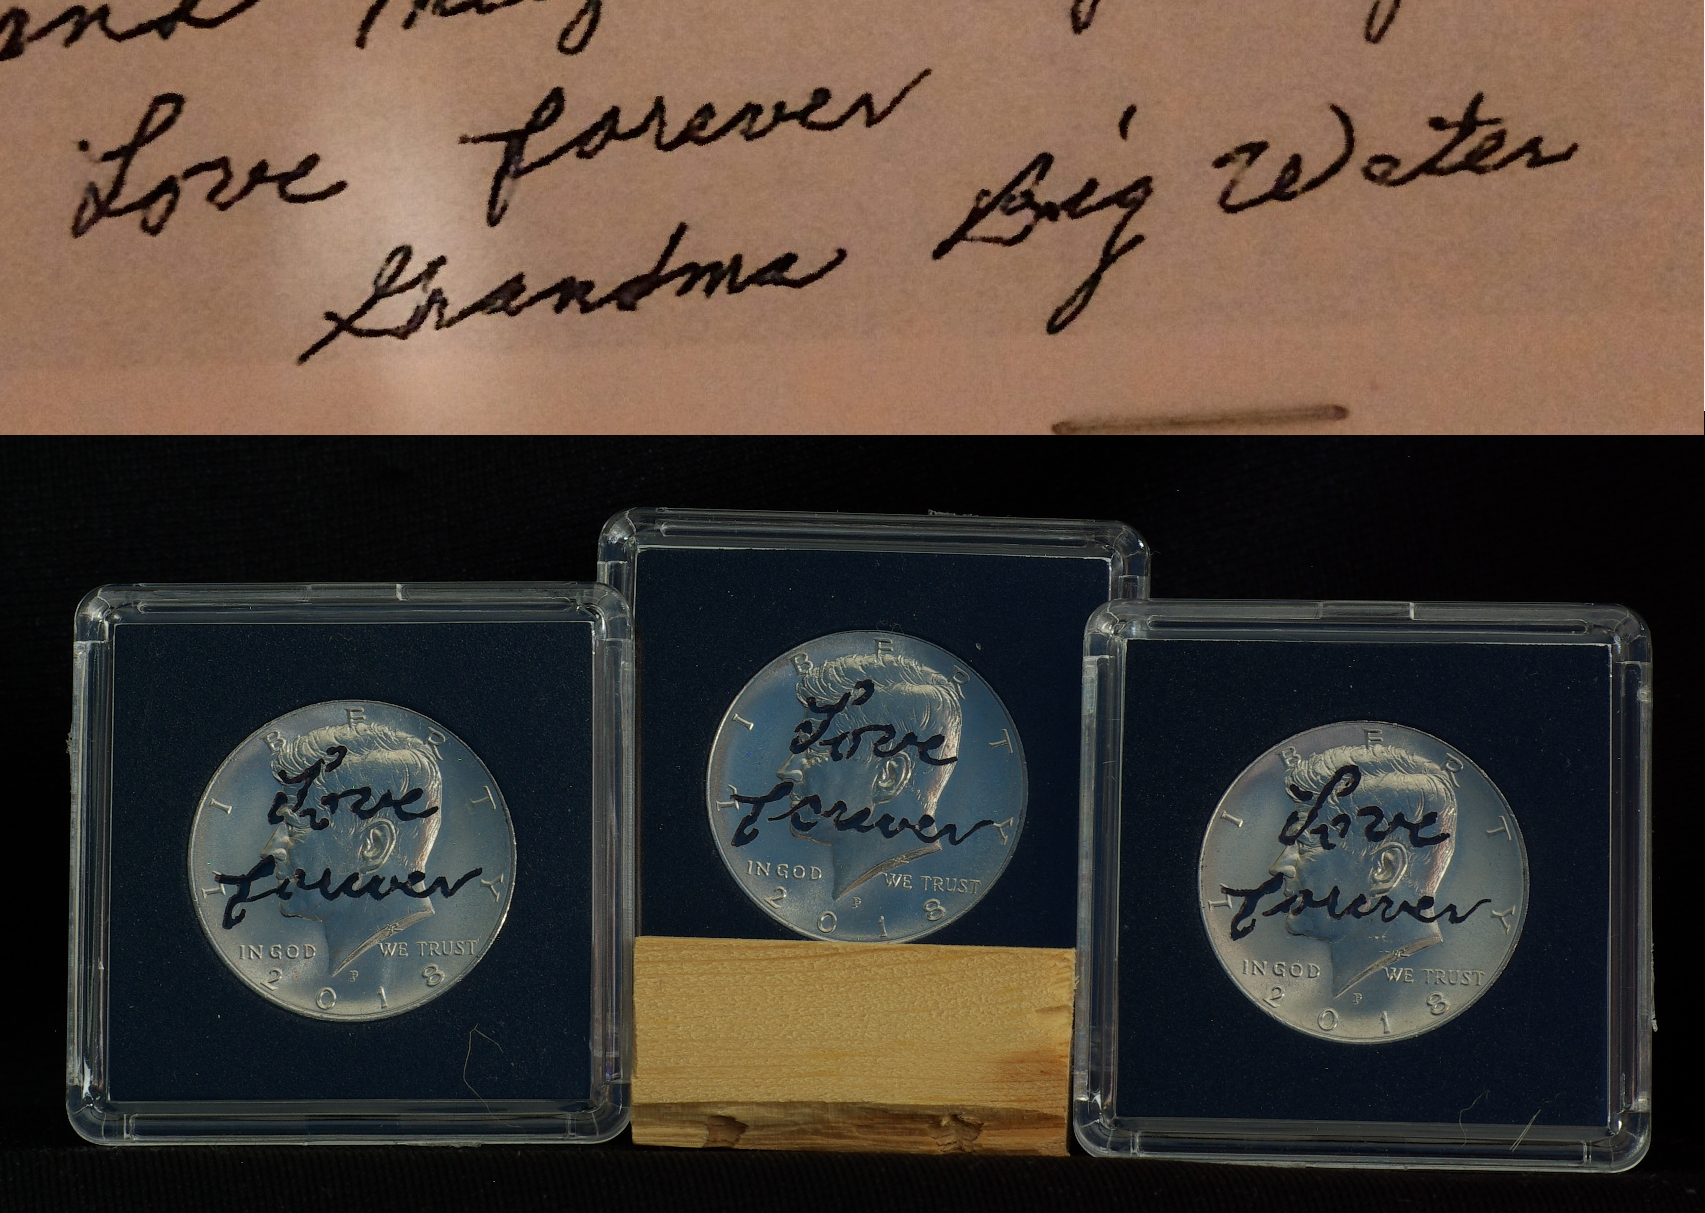 and
Love forever
Grandma Big Water
LIBERTY
Love
forever
IN GOD WE TRUST
P
2018
LIBERTY
Love
forever
IN GOD WE TRUST
P
2018
LIBERTY
Love
forever
IN GOD WE TRUST
P
2018